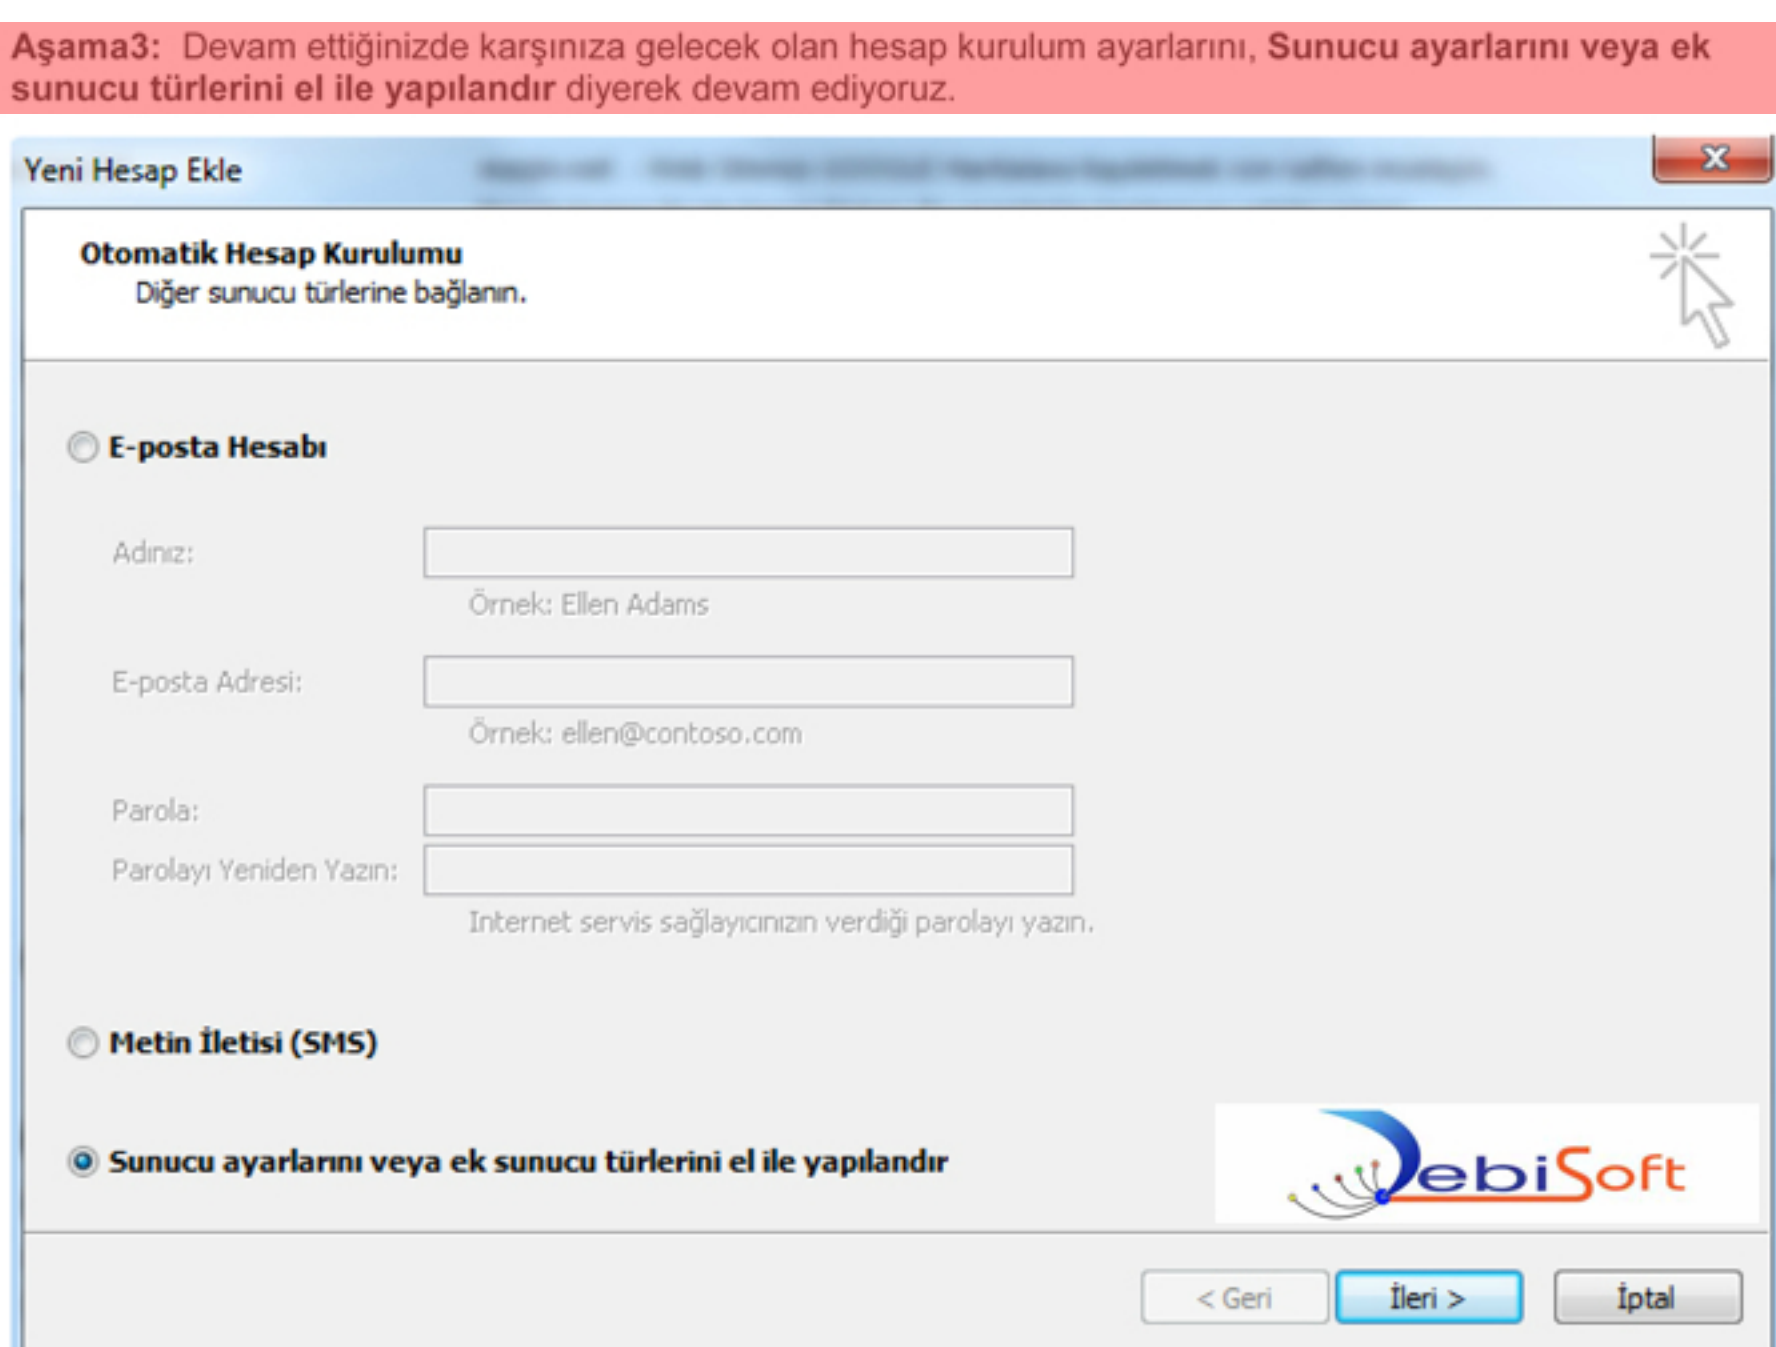 Aşama3: Devam ettiğinizde karşınıza gelecek olan hesap kurulum ayarlarını, Sunucu ayarlarını veya ek
sunucu türlerini el ile yapılandır diyerek devam ediyoruz.
Yeni Hesap Ekle
Otomatik Hesap Kurulumu
Diğer sunucu türlerine bağlanın.
E-posta Hesabı
Adınız:
Örnek: Ellen Adams
E-posta Adresi:
Örnek: ellen@contoso.com
Parola:
Parolayı Yeniden Yazın:
Internet servis sağlayıcınızın verdiği parolayı yazın.
Metin İletisi (SMS)
Sunucu ayarlarını veya ek sunucu türlerini el ile yapılandır
DebiSoft
< Geri İleri > İptal